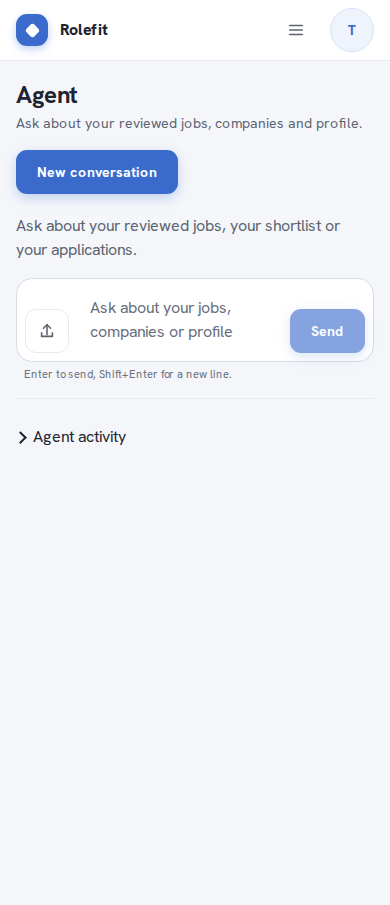 Rolefit
T
Agent
Ask about your reviewed jobs, companies and profile.
New conversation
Ask about your reviewed jobs, your shortlist or
your applications.
Ask about your jobs,
companies or profile
Send
Enter to send, Shift+Enter for a new line.
Agent activity